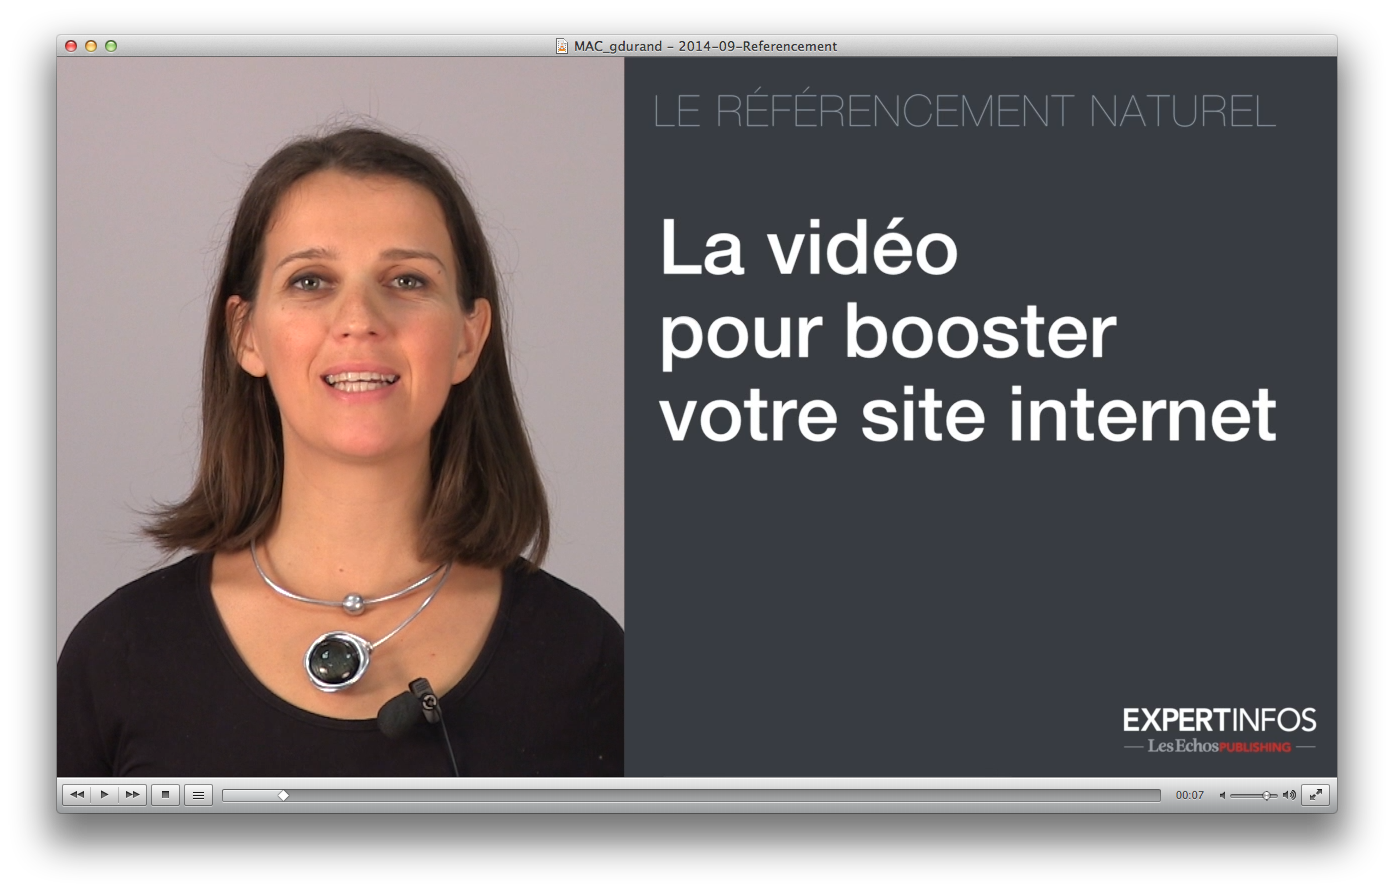 MAC_gdurand - 2014-09-Referencement
LE RÉFÉRENCEMENT NATUREL
La vidéo
pour booster
votre site internet
EXPERTINFOS
Les Echos PUBLISHING
00:07